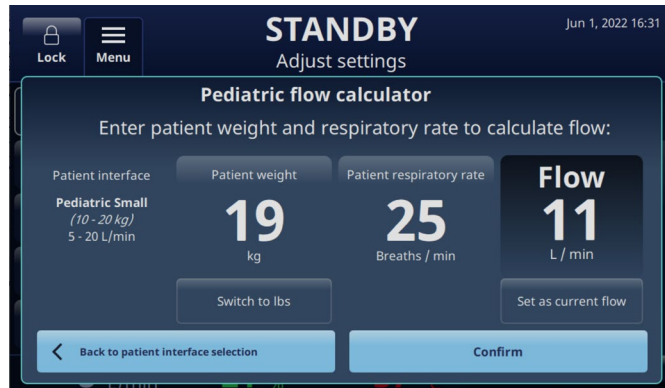 STANDBY
Jun 1, 2022 16:31
Lock
Menu
Adjust settings
Pediatric flow calculator
Enter patient weight and respiratory rate to calculate flow:
Patient interface
Patient weight
Patient respiratory rate
Flow
Pediatric Small
(10 - 20 kg)
5 - 20 L/min
19
25
11
kg
Breaths / min
L / min
Switch to lbs
Set as current flow
Back to patient interface selection
Confirm